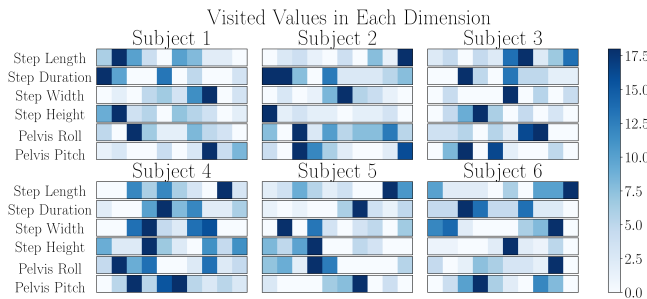 Visited Values in Each Dimension
Subject 1 Subject 2 Subject 3
Step Length
Step Duration
Step Width
Step Height
Pelvis Roll
Pelvis Pitch
Subject 4 Subject 5 Subject 6
Step Length
Step Duration
Step Width
Step Height
Pelvis Roll
Pelvis Pitch
17.5
15.0
12.5
10.0
7.5
5.0
2.5
0.0